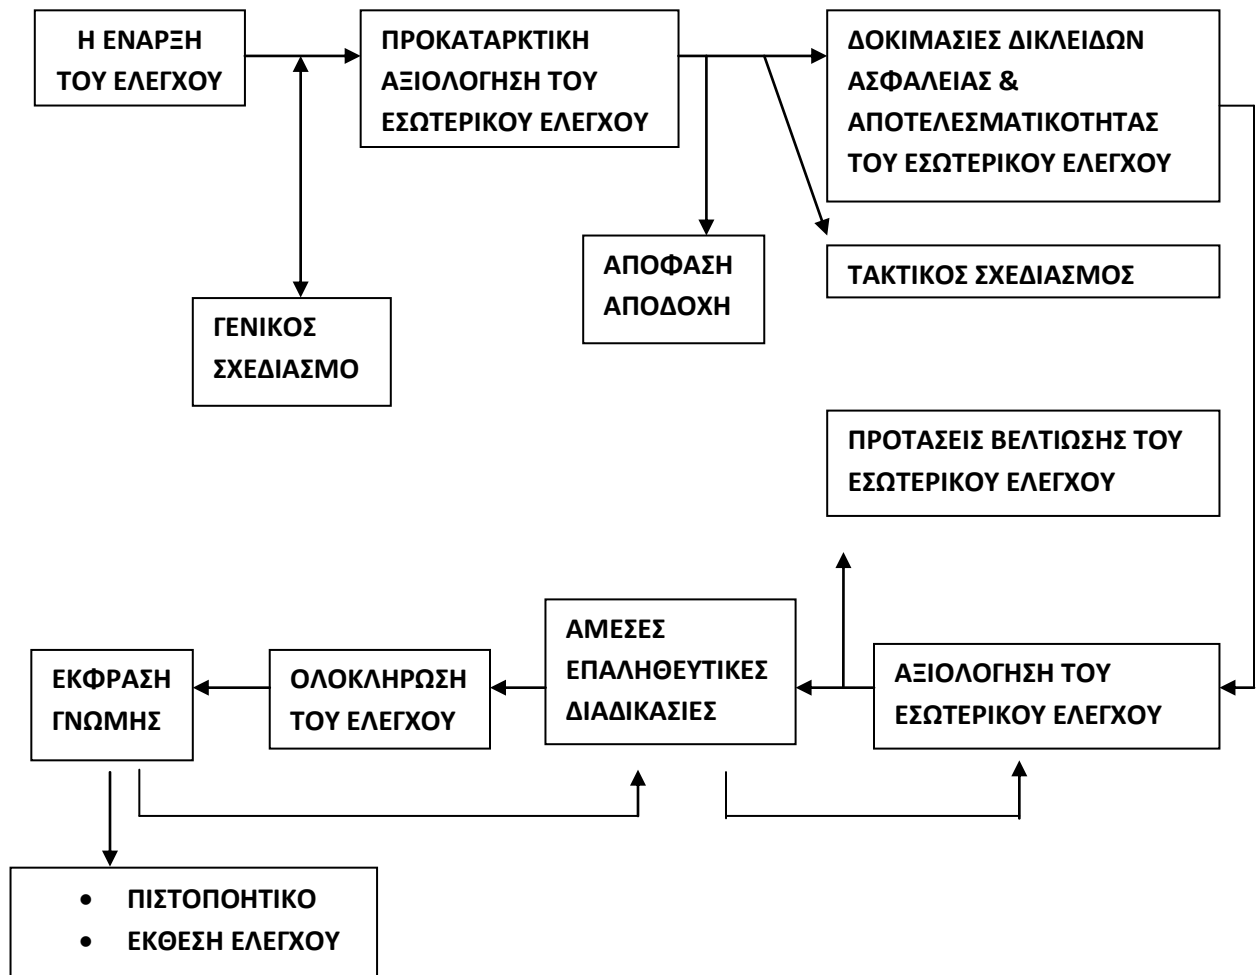 Η ΕΝΑΡΞΗ
ΤΟΥ ΕΛΕΓΧΟΥ
ΠΡΟΚΑΤΑΡΚΤΙΚΗ
ΑΞΙΟΛΟΓΗΣΗ ΤΟΥ
ΕΣΩΤΕΡΙΚΟΥ ΕΛΕΓΧΟΥ
ΔΟΚΙΜΑΣΙΕΣ ΔΙΚΛΕΙΔΩΝ
ΑΣΦΑΛΕΙΑΣ &
ΑΠΟΤΕΛΕΣΜΑΤΙΚΟΤΗΤΑΣ
ΤΟΥ ΕΣΩΤΕΡΙΚΟΥ ΕΛΕΓΧΟΥ
ΑΠΟΦΑΣΗ
ΑΠΟΔΟΧΗ
ΤΑΚΤΙΚΟΣ ΣΧΕΔΙΑΣΜΟΣ
ΓΕΝΙΚΟΣ
ΣΧΕΔΙΑΣΜΟ
ΠΡΟΤΑΣΕΙΣ ΒΕΛΤΙΩΣΗΣ ΤΟΥ
ΕΣΩΤΕΡΙΚΟΥ ΕΛΕΓΧΟΥ
ΕΚΦΡΑΣΗ
ΓΝΩΜΗΣ
ΟΛΟΚΛΗΡΩΣΗ
ΤΟΥ ΕΛΕΓΧΟΥ
ΑΜΕΣΕΣ
ΕΠΑΛΗΘΕΥΤΙΚΕΣ
ΔΙΑΔΙΚΑΣΙΕΣ
ΑΞΙΟΛΟΓΗΣΗ ΤΟΥ
ΕΣΩΤΕΡΙΚΟΥ ΕΛΕΓΧΟΥ
• ΠΙΣΤΟΠΟΗΤΙΚΟ
• ΕΚΘΕΣΗ ΕΛΕΓΧΟΥ